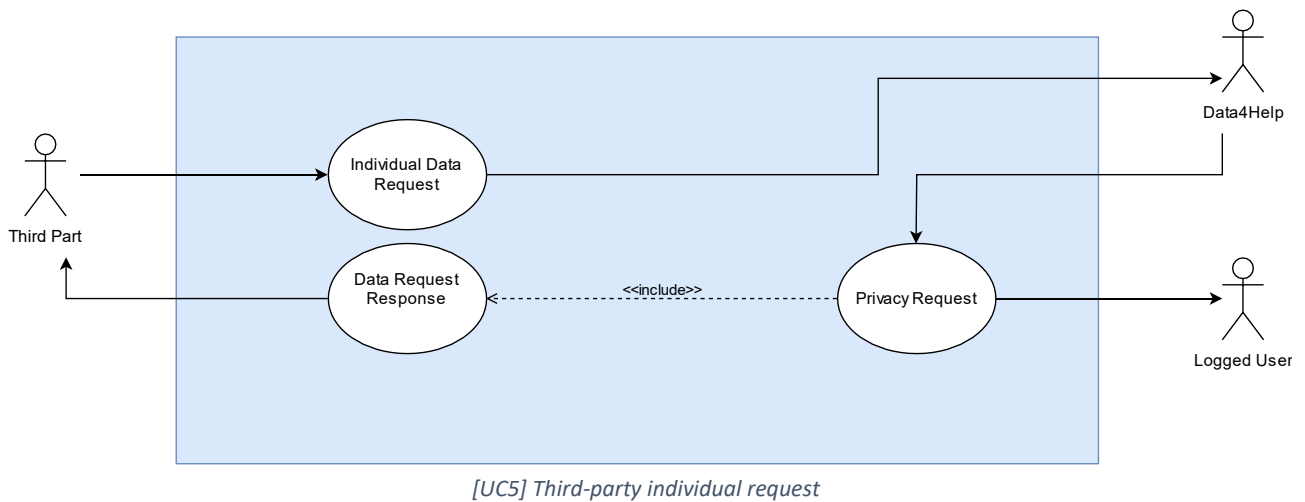 Data4Help
Individual Data
Request
Third Part
Data Request
Response
<<include>>
Privacy Request
Logged User
[UC5] Third-party individual request